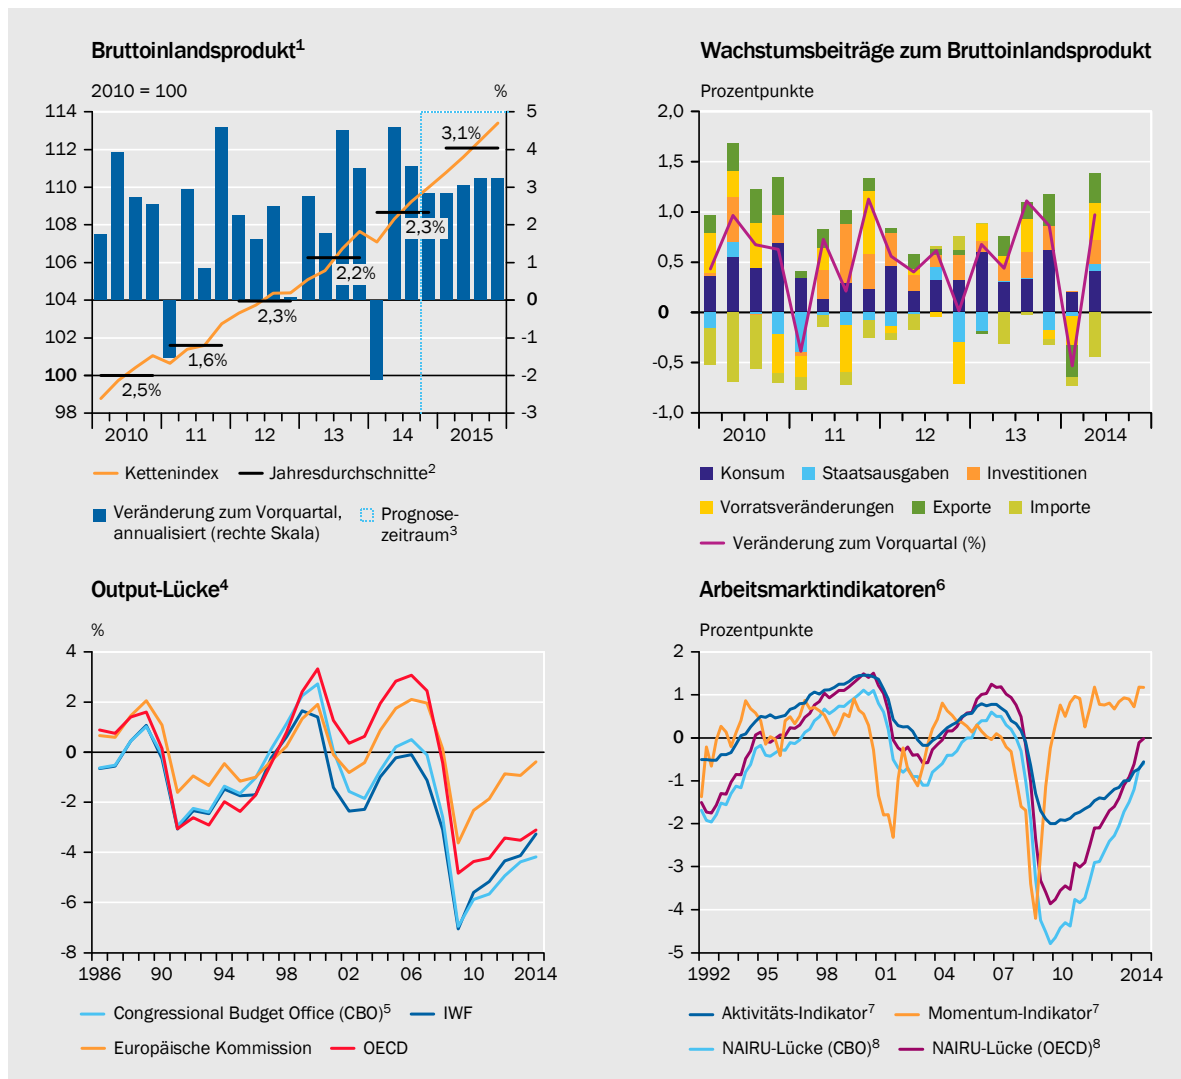 Bruttoinlandsprodukt¹
2010 = 100
%
114
112
110
108
106
104
102
100
98
5
4
3
2
1
0
-1
-2
-3
3,1%
2,3%
2,2%
2,3%
1,6%
2,5%
2010 11 12 13 14 2015
Kettenindex Jahresdurchschnitte²
Veränderung zum Vorquartal, annualisiert (rechte Skala)
Prognose-
zeitraum³
Wachstumsbeiträge zum Bruttoinlandsprodukt
Prozentpunkte
2,0
1,5
1,0
0,5
0
-0,5
-1,0
2010 11 12 13 2014
Konsum Staatsausgaben Investitionen
Vorratsveränderungen Exporte Importe
Veränderung zum Vorquartal (%)
Output-Lücke⁴
%
4
2
0
-2
-4
-6
-8
1986 90 94 98 02 06 10 2014
Congressional Budget Office (CBO)⁵ IWF
Europäische Kommission OECD
Arbeitsmarktindikatoren⁶
Prozentpunkte
2
1
0
-1
-2
-3
-4
-5
1992 95 98 01 04 07 10 2014
Aktivitäts-Indikator⁷ Momentum-Indikator⁷
NAIRU-Lücke (CBO)⁸ NAIRU-Lücke (OECD)⁸